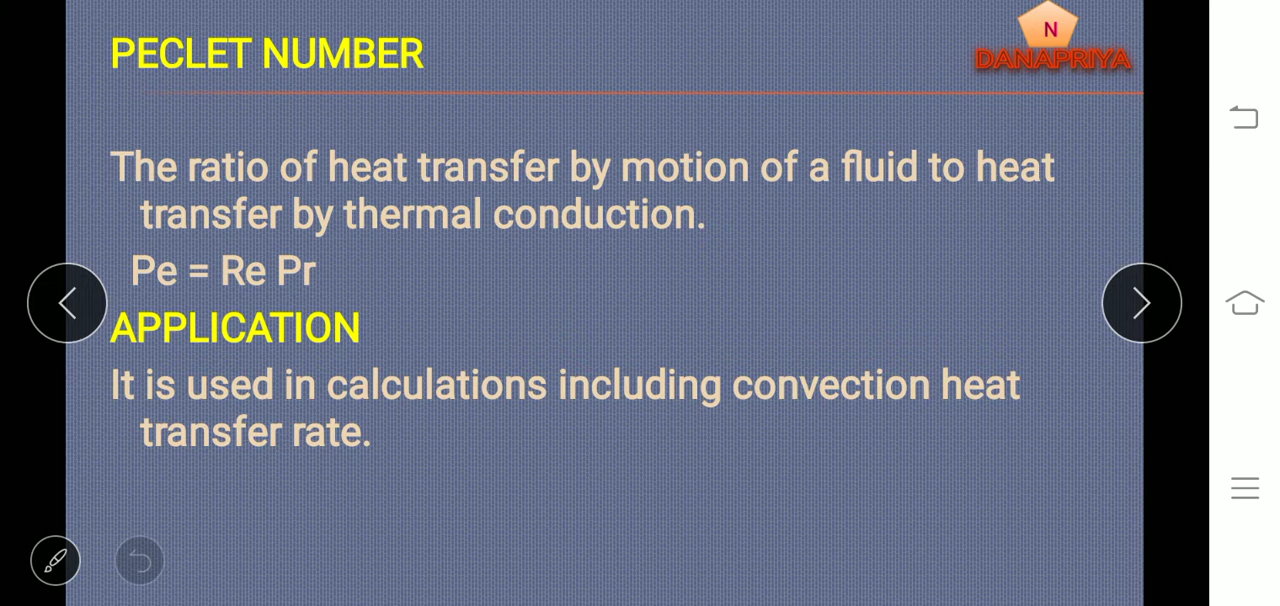 PECLET NUMBER
N
DANAPRIYA
The ratio of heat transfer by motion of a fluid to heat
transfer by thermal conduction.
Pe = Re Pr
APPLICATION
It is used in calculations including convection heat
transfer rate.